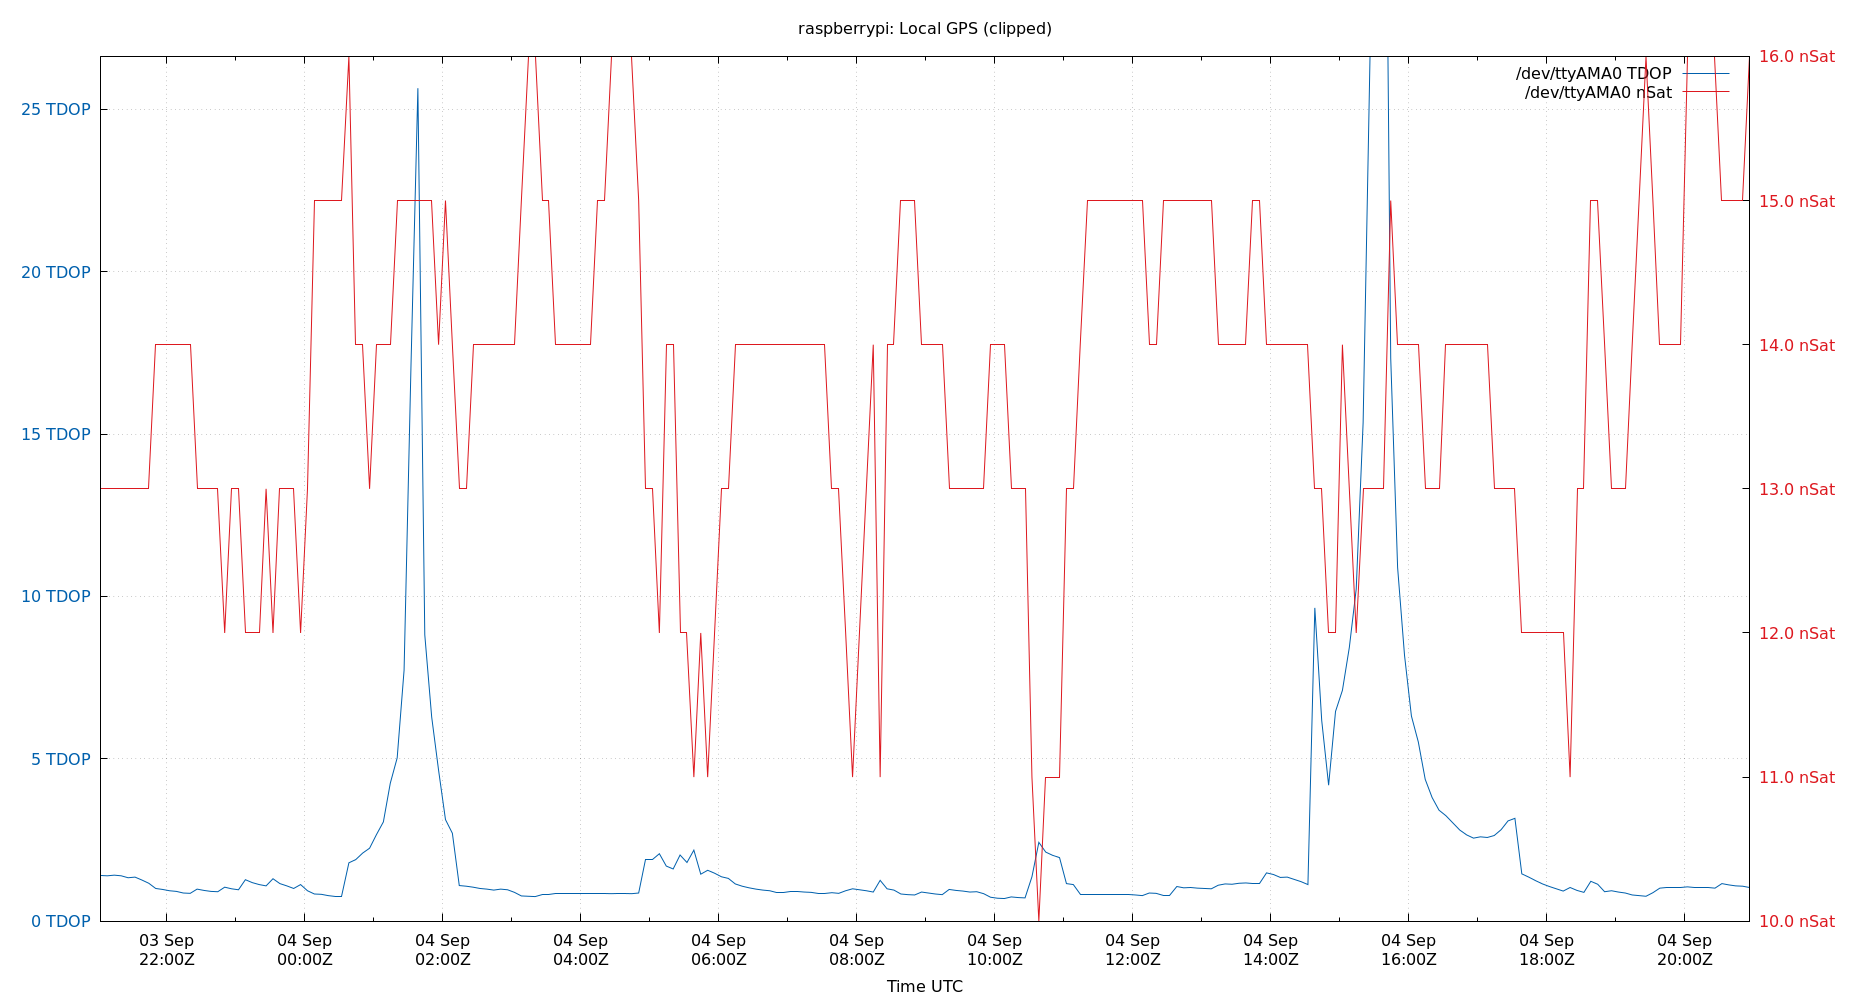 raspberrypi: Local GPS (clipped)
/dev/ttyAMA0 TDOP
/dev/ttyAMA0 nSat
25 TDOP
20 TDOP
15 TDOP
10 TDOP
5 TDOP
0 TDOP
16.0 nSat
15.0 nSat
14.0 nSat
13.0 nSat
12.0 nSat
11.0 nSat
10.0 nSat
03 Sep
22:00Z
04 Sep
00:00Z
04 Sep
02:00Z
04 Sep
04:00Z
04 Sep
06:00Z
04 Sep
08:00Z
04 Sep
10:00Z
04 Sep
12:00Z
04 Sep
14:00Z
04 Sep
16:00Z
04 Sep
18:00Z
04 Sep
20:00Z
Time UTC